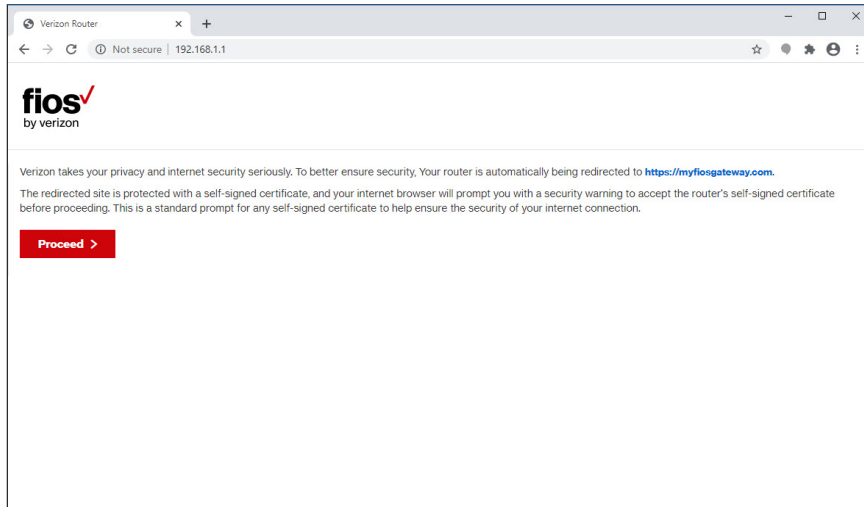 Verizon Router
Not secure | 192.168.1.1
fios
by verizon
Verizon takes your privacy and internet security seriously. To better ensure security, Your router is automatically being redirected to https://myfiosgateway.com.
The redirected site is protected with a self-signed certificate, and your internet browser will prompt you with a security warning to accept the router's self-signed certificate
before proceeding. This is a standard prompt for any self-signed certificate to help ensure the security of your internet connection.
Proceed >